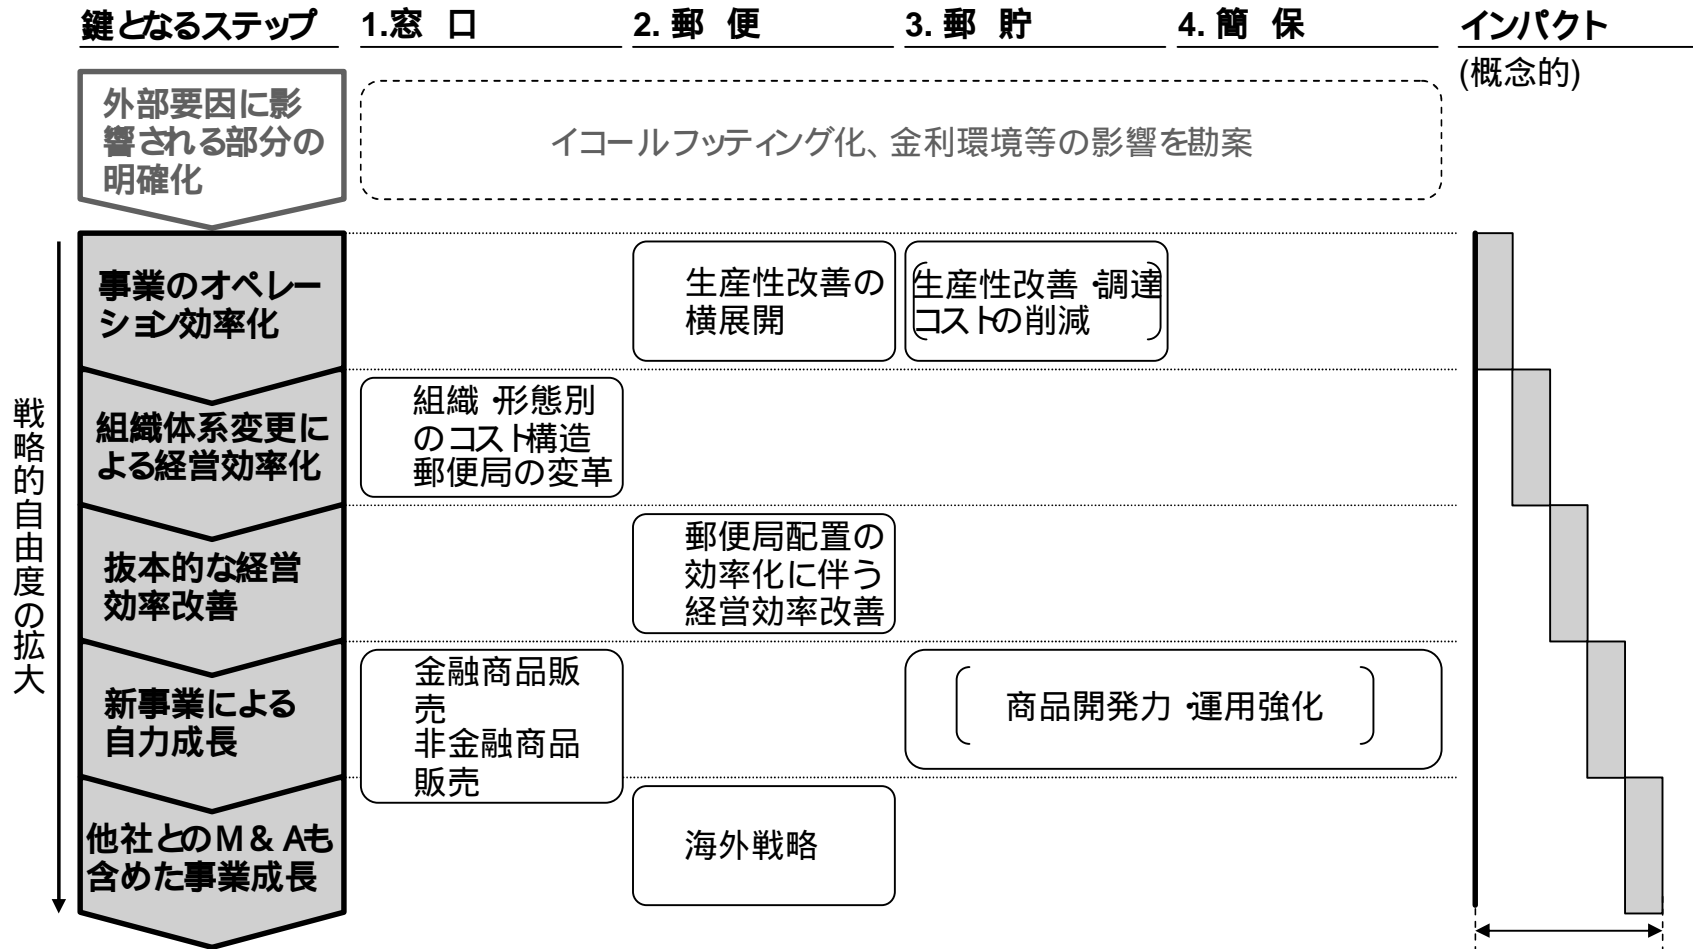 鍵となるステップ
1.窓 口
2. 郵 便
3. 郵 貯
4. 簡 保
インパクト
(概念的)
外部要因に影
響される部分の
明確化
イコールフッティング化、金利環境等の影響を勘案
戦略的自由度の拡大
事業のオペレー
ション効率化
生産性改善の
横展開
生産性改善・調達
コストの削減
組織体系変更に
よる経営効率化
組織・形態別
のコスト構造
郵便局の変革
抜本的な経営
効率改善
郵便局配置の
効率化に伴う
経営効率改善
新事業による
自力成長
金融商品販
売
非金融商品
販売
商品開発力・運用強化
他社とのM & Aも
含めた事業成長
海外戦略